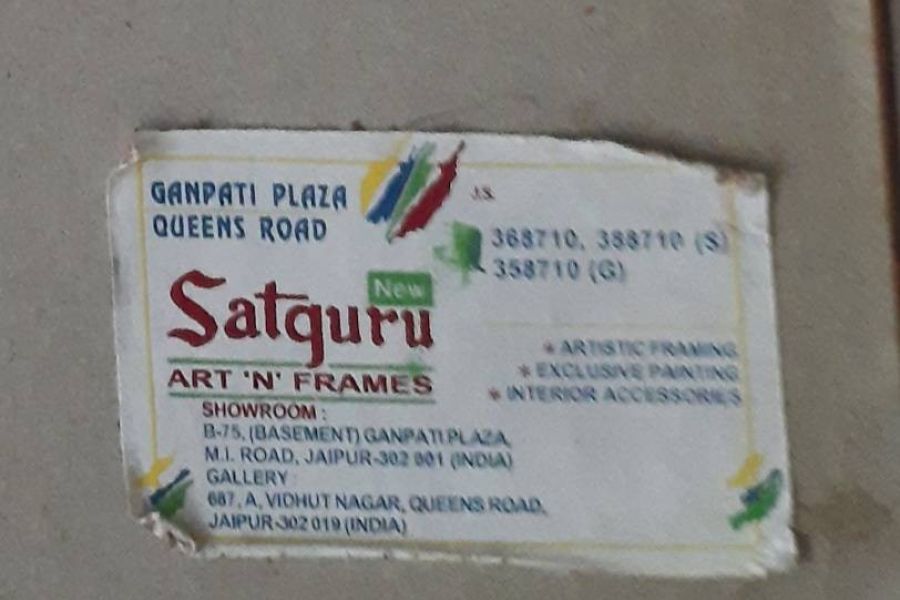 GANPATI PLAZA
QUEENS ROAD
J.S.
368710, 388710 (S)
358710 (G)
New
Satguru
ART 'N' FRAMES
* ARTISTIC FRAMING
* EXCLUSIVE PAINTING
* INTERIOR ACCESSORIES
SHOWROOM :
B-75, (BASEMENT) GANPATI PLAZA,
M.I. ROAD, JAIPUR-302 001 (INDIA)
GALLERY :
687, A, VIDHUT NAGAR, QUEENS ROAD,
JAIPUR-302 019 (INDIA)